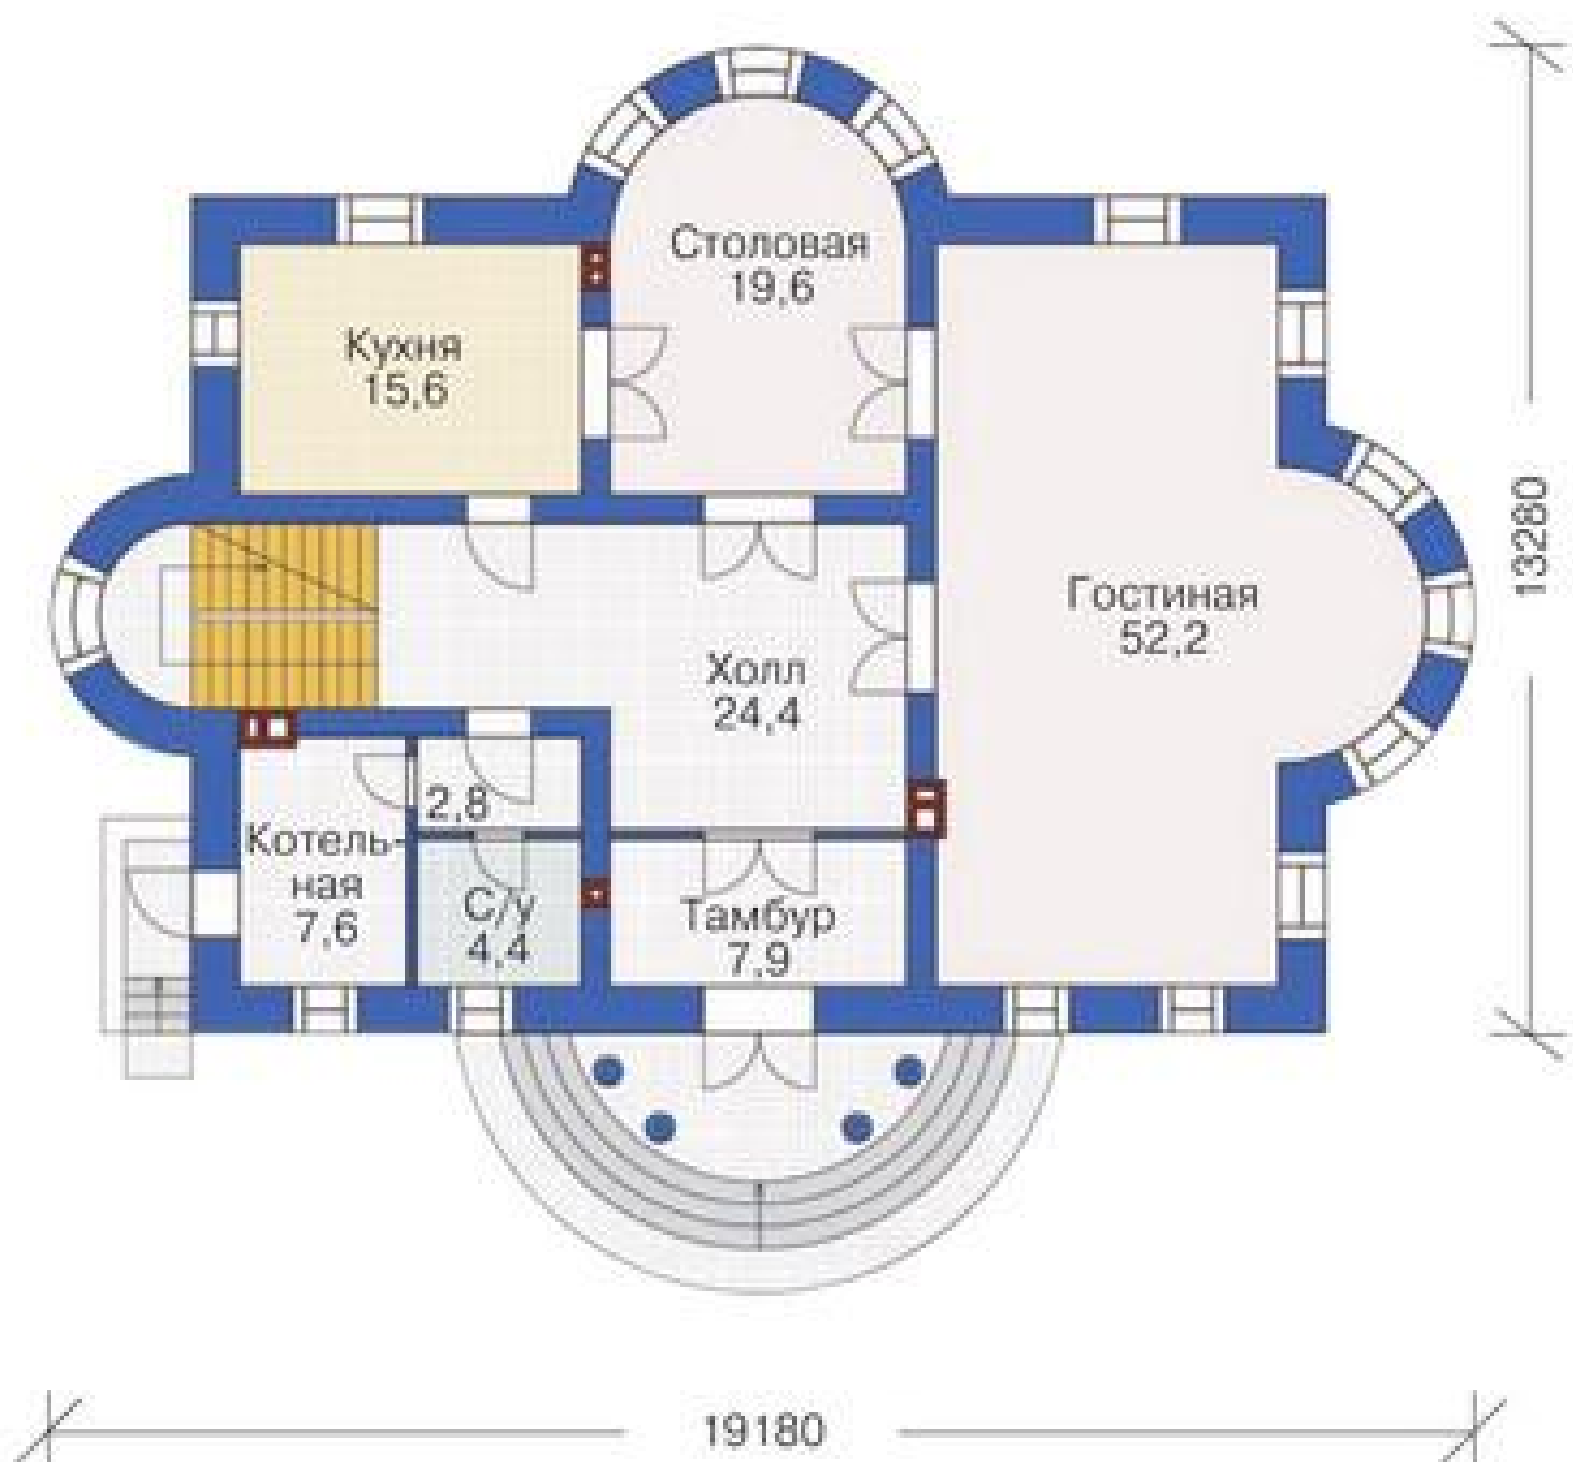 Столовая
19,6
Кухня
15,6
13280
Гостиная
52,2
Холл
24,4
2,8
Котель-
ная
7,6
С/у
4,4
Тамбур
7,9
19180